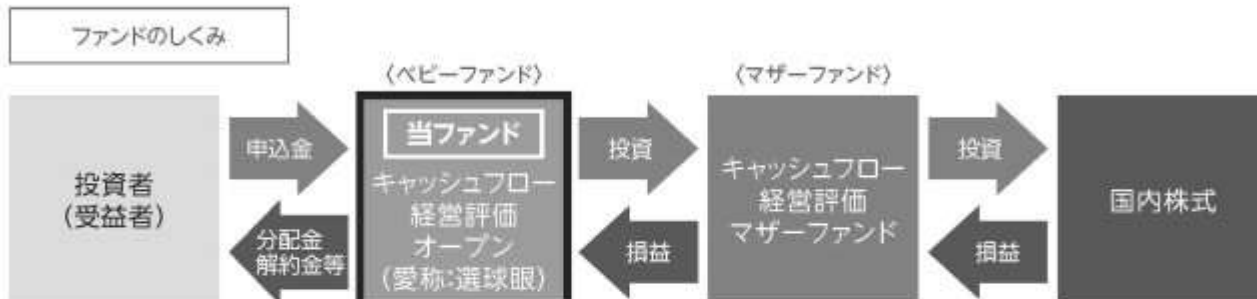 ファンドのしくみ
〈ベビーファンド〉
〈マザーファンド〉
投資者
(受益者)
申込金
分配金
解約金等
当ファンド
キャッシュフロー
経営評価
オープン
(愛称:選球眼)
投資
損益
キャッシュフロー
経営評価
マザーファンド
投資
損益
国内株式